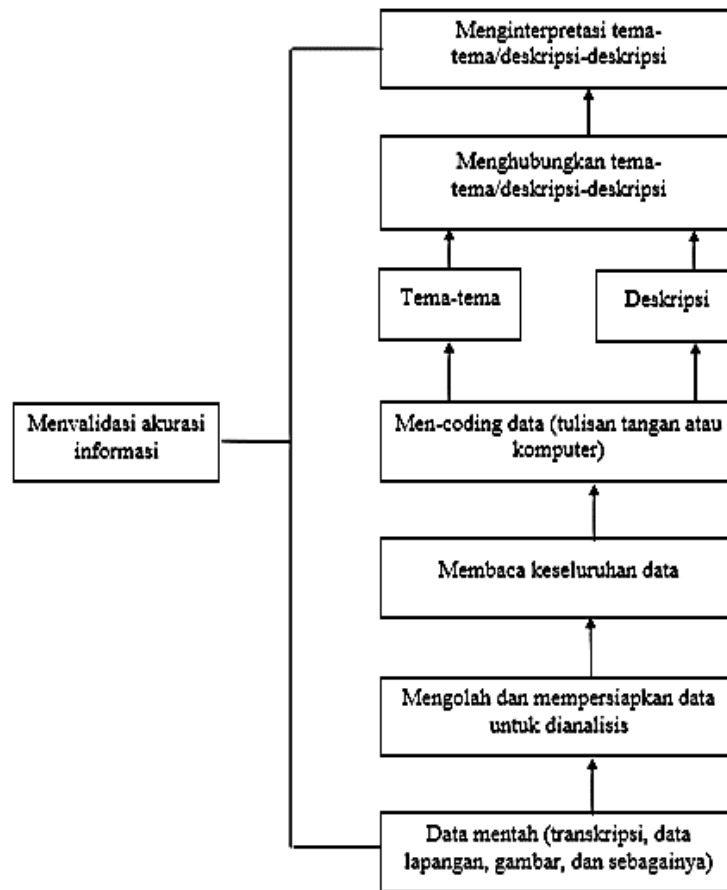 Menginterpretasi tema-
tema/deskripsi-deskripsi
Menghubungkan tema-
tema/deskripsi-deskripsi
Tema-tema
Deskripsi
Menvalidasi akurasi
informasi
Men-coding data (tulisan tangan atau
komputer)
Membaca keseluruhan data
Mengolah dan mempersiapkan data
untuk dianalisis
Data mentah (transkripsi, data
lapangan, gambar, dan sebagainya)